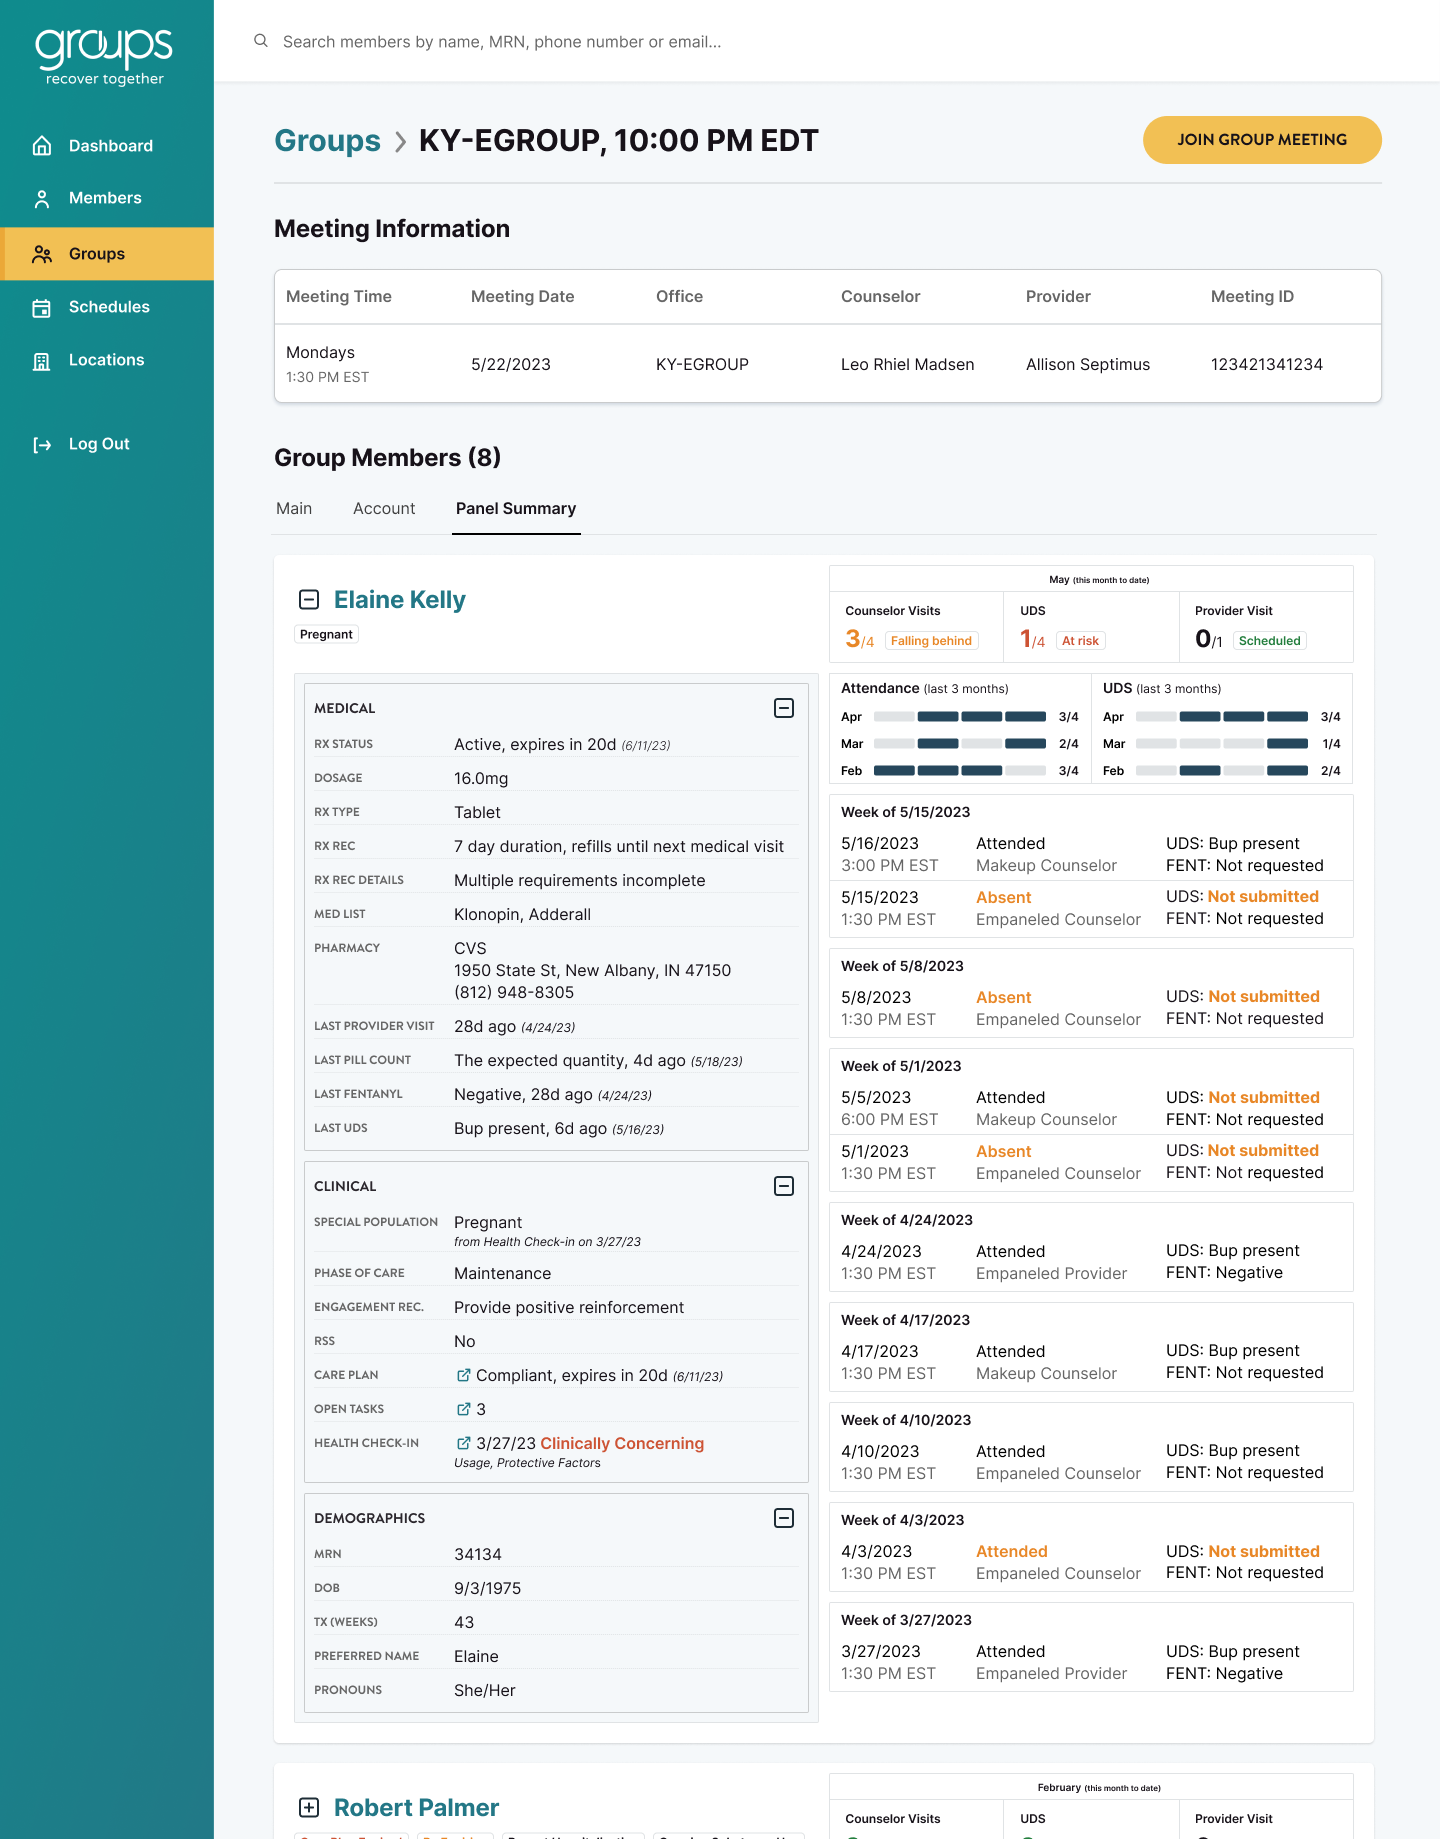 groups
recover together
Dashboard
Members
Groups
Schedules
Locations
Log Out
Search members by name, MRN, phone number or email...
Groups > KY-EGROUP, 10:00 PM EDT
JOIN GROUP MEETING
Meeting Information
Meeting Time Meeting Date Office Counselor Provider Meeting ID
Mondays
1:30 PM EST 5/22/2023 KY-EGROUP Leo Rhiel Madsen Allison Septimus 123421341234
Group Members (8)
Main Account Panel Summary
Elaine Kelly
Pregnant
MEDICAL
RX STATUS Active, expires in 20d (6/11/23)
DOSAGE 16.0mg
RX TYPE Tablet
RX REC 7 day duration, refills until next medical visit
RX REC DETAILS Multiple requirements incomplete
MED LIST Klonopin, Adderall
PHARMACY CVS
1950 State St, New Albany, IN 47150
(812) 948-8305
LAST PROVIDER VISIT 28d ago (4/24/23)
LAST PILL COUNT The expected quantity, 4d ago (5/18/23)
LAST FENTANYL Negative, 28d ago (4/24/23)
LAST UDS Bup present, 6d ago (5/16/23)
CLINICAL
SPECIAL POPULATION Pregnant
from Health Check-in on 3/27/23
PHASE OF CARE Maintenance
ENGAGEMENT REC. Provide positive reinforcement
RSS No
CARE PLAN Compliant, expires in 20d (6/11/23)
OPEN TASKS 3
HEALTH CHECK-IN 3/27/23 Clinically Concerning
Usage, Protective Factors
DEMOGRAPHICS
MRN 34134
DOB 9/3/1975
TX (WEEKS) 43
PREFERRED NAME Elaine
PRONOUNS She/Her
May (this month to date)
Counselor Visits UDS Provider Visit
3/4 Falling behind 1/4 At risk 0/1 Scheduled
Attendance (last 3 months) UDS (last 3 months)
Apr 3/4 Apr 3/4
Mar 2/4 Mar 1/4
Feb 3/4 Feb 2/4
Week of 5/15/2023
5/16/2023 Attended UDS: Bup present
3:00 PM EST Makeup Counselor FENT: Not requested
5/15/2023 Absent UDS: Not submitted
1:30 PM EST Empaneled Counselor FENT: Not requested
Week of 5/8/2023
5/8/2023 Absent UDS: Not submitted
1:30 PM EST Empaneled Counselor FENT: Not requested
Week of 5/1/2023
5/5/2023 Attended UDS: Not submitted
6:00 PM EST Makeup Counselor FENT: Not requested
5/1/2023 Absent UDS: Not submitted
1:30 PM EST Empaneled Counselor FENT: Not requested
Week of 4/24/2023
4/24/2023 Attended UDS: Bup present
1:30 PM EST Empaneled Provider FENT: Negative
Week of 4/17/2023
4/17/2023 Attended UDS: Bup present
1:30 PM EST Makeup Counselor FENT: Not requested
Week of 4/10/2023
4/10/2023 Attended UDS: Bup present
1:30 PM EST Empaneled Counselor FENT: Not requested
Week of 4/3/2023
4/3/2023 Attended UDS: Not submitted
1:30 PM EST Empaneled Counselor FENT: Not requested
Week of 3/27/2023
3/27/2023 Attended UDS: Bup present
1:30 PM EST Empaneled Provider FENT: Negative
Robert Palmer
February (this month to date)
Counselor Visits UDS Provider Visit